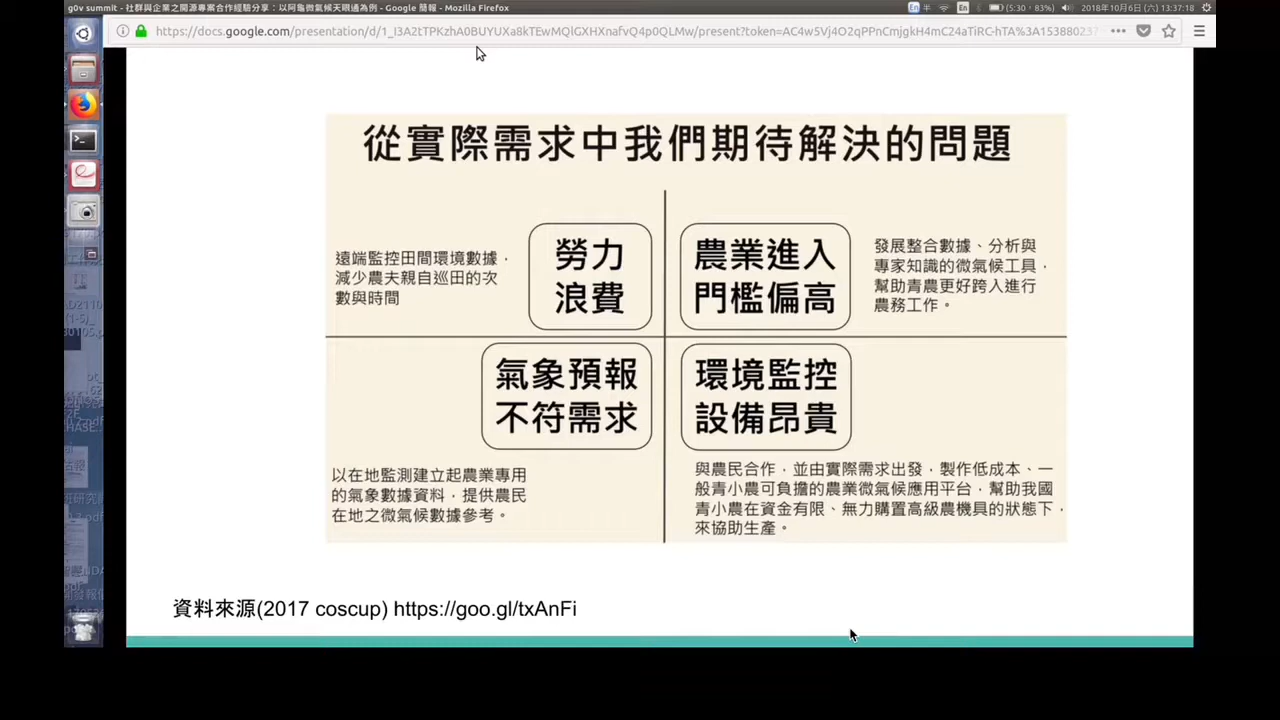 g0v summit - 社群與企業之開源專案合作經驗分享：以阿龜微氣候天眼通為例 - Google 簡報 - Mozilla Firefox
En 半 En (5:30, 83%) 2018年10月6日 (六) 13:37:18
從實際需求中我們期待解決的問題
勞力
浪費
遠端監控田間環境數據，
減少農夫親自巡田的次
數與時間
農業進入
門檻偏高
發展整合數據、分析與
專家知識的微氣候工具，
幫助青農更好跨入進行
農務工作。
氣象預報
不符需求
以在地監測建立起農業專用
的氣象數據資料，提供農民
在地之微氣候數據參考。
環境監控
設備昂貴
與農民合作，並由實際需求出發，製作低成本、一
般青小農可負擔的農業微氣候應用平台，幫助我國
青小農在資金有限、無力購置高級農機具的狀態下，
來協助生產。
資料來源(2017 coscup) https://goo.gl/txAnFi